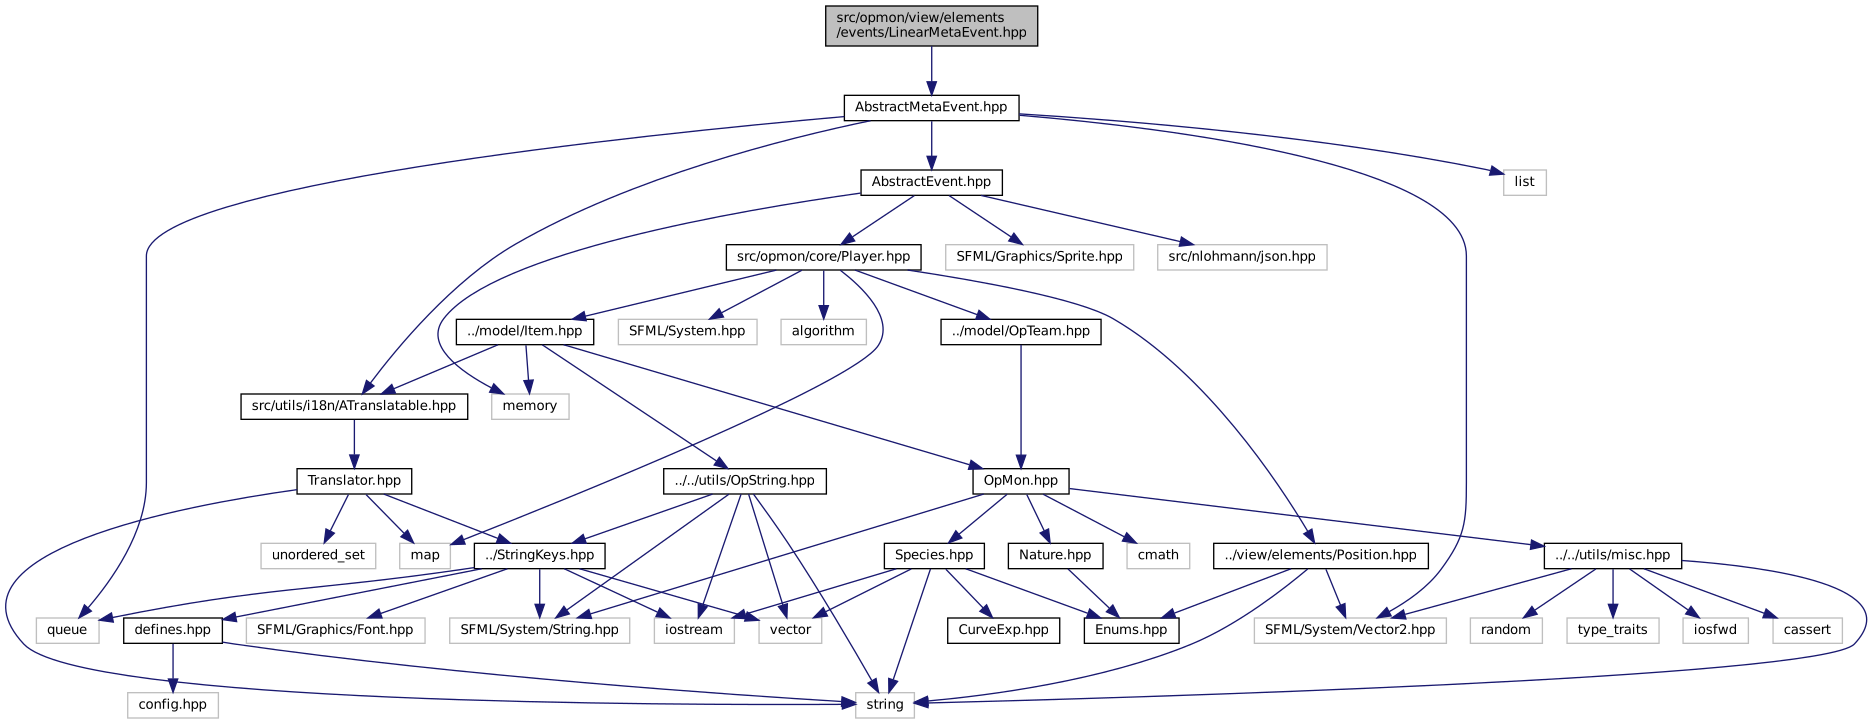 src/opmon/view/elements
/events/LinearMetaEvent.hpp
AbstractMetaEvent.hpp
AbstractEvent.hpp
list
src/opmon/core/Player.hpp
SFML/Graphics/Sprite.hpp
src/nlohmann/json.hpp
../model/Item.hpp
SFML/System.hpp
algorithm
../model/OpTeam.hpp
src/utils/i18n/ATranslatable.hpp
memory
Translator.hpp
../../utils/OpString.hpp
OpMon.hpp
unordered_set
map
../StringKeys.hpp
Species.hpp
Nature.hpp
cmath
../view/elements/Position.hpp
../../utils/misc.hpp
queue
defines.hpp
SFML/Graphics/Font.hpp
SFML/System/String.hpp
iostream
vector
CurveExp.hpp
Enums.hpp
SFML/System/Vector2.hpp
random
type_traits
iosfwd
cassert
config.hpp
string